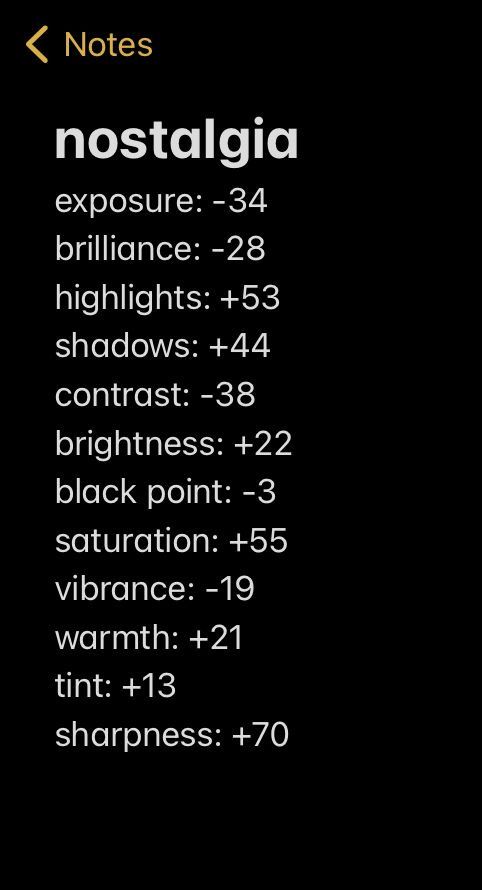 Notes
nostalgia
exposure: -34
brilliance: -28
highlights: +53
shadows: +44
contrast: -38
brightness: +22
black point: -3
saturation: +55
vibrance: -19
warmth: +21
tint: +13
sharpness: +70